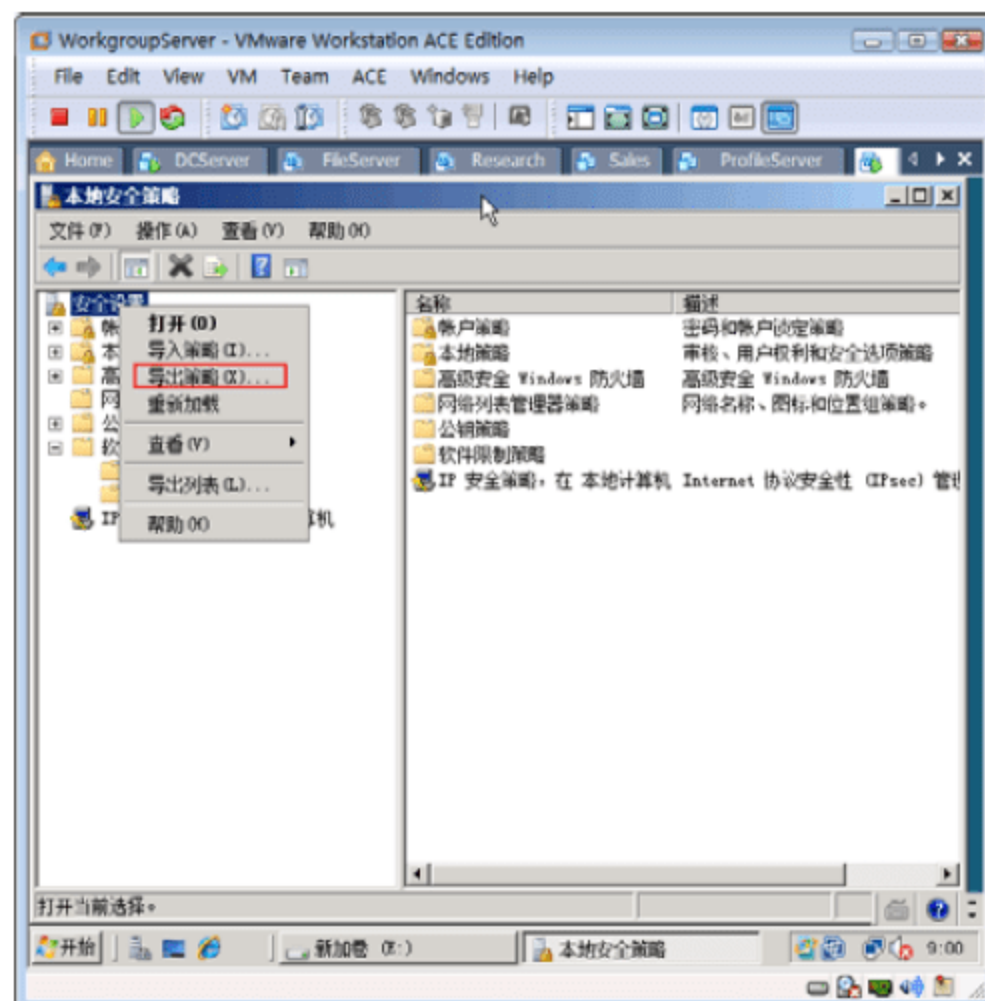 WorkgroupServer - VMware Workstation ACE Edition
File Edit View VM Team ACE Windows Help
Home DCServer FileServer Research Sales ProfileServer
本地安全策略
文件(F) 操作(A) 查看(V) 帮助(H)
安全设置
打开(O)
导入策略(I)...
导出策略(X)...
重新加载
查看(V)
导出列表(L)...
帮助(H)
帐
本
高
网
公
软
IP
算机
名称 描述
帐户策略 密码和帐户锁定策略
本地策略 审核、用户权利和安全选项策略
高级安全 Windows 防火墙 高级安全 Windows 防火墙
网络列表管理器策略 网络名称、图标和位置组策略。
公钥策略
软件限制策略
IP 安全策略，在 本地计算机 Internet 协议安全性 (IPsec) 管
打开当前选择。
开始 新加卷 (E:) 本地安全策略 9:00